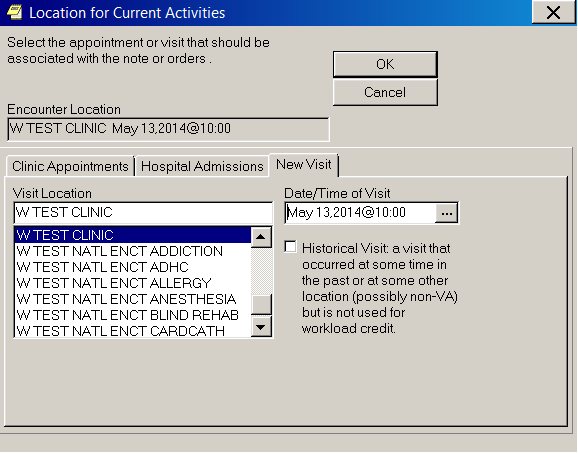 Location for Current Activities
Select the appointment or visit that should be
associated with the note or orders .
OK
Cancel
Encounter Location
W TEST CLINIC May 13,2014@10:00
Clinic Appointments
Hospital Admissions
New Visit
Visit Location
W TEST CLINIC
W TEST CLINIC
W TEST NATL ENCT ADDICTION
W TEST NATL ENCT ADHC
W TEST NATL ENCT ALLERGY
W TEST NATL ENCT ANESTHESIA
W TEST NATL ENCT BLIND REHAB
W TEST NATL ENCT CARDCATH
Date/Time of Visit
May 13,2014@10:00
...
Historical Visit: a visit that
occurred at some time in
the past or at some other
location (possibly non-VA)
but is not used for
workload credit.